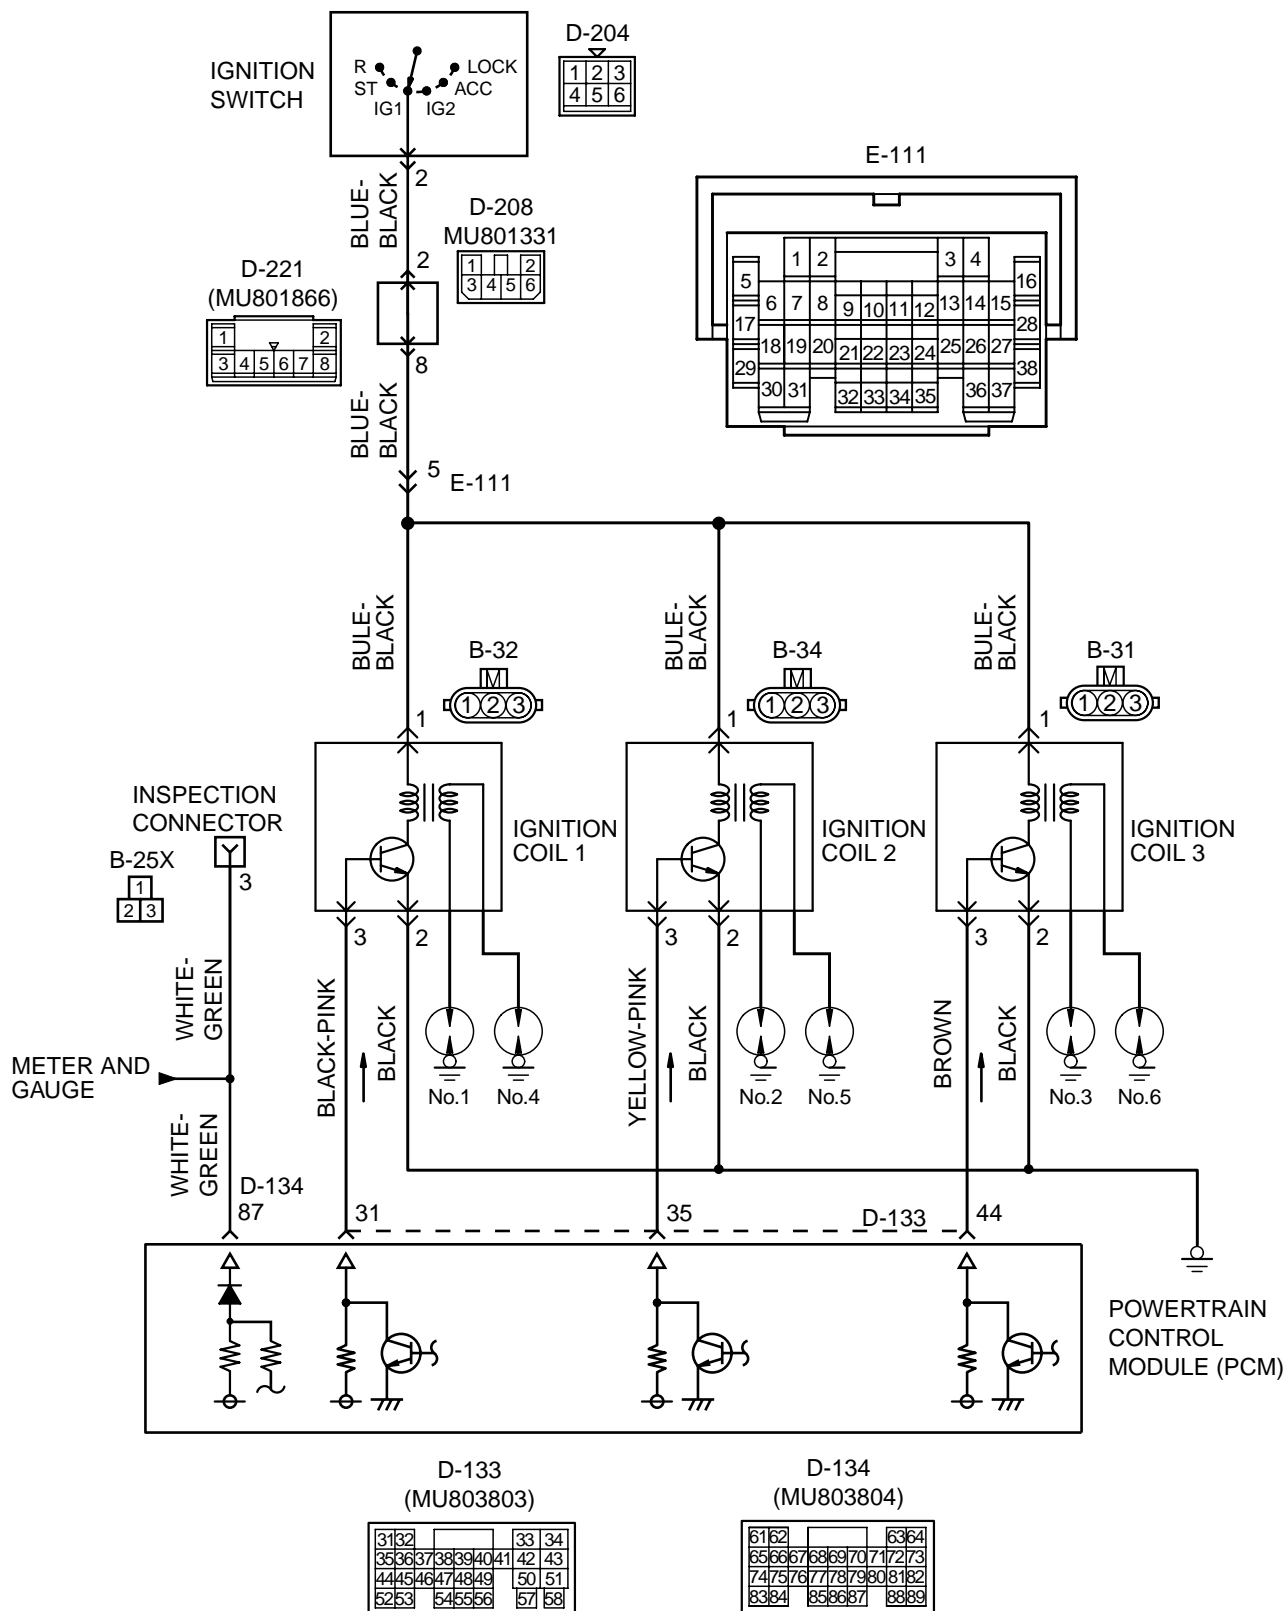 D-204
IGNITION
SWITCH
R
ST
IG1
IG2
ACC
LOCK
1 2 3
4 5 6
E-111
1 2 3 4
5 16
6 7 8 9 10 11 12 13 14 15
17 28
18 19 20 21 22 23 24 25 26 27
29 38
30 31 32 33 34 35 36 37
2
BLUE-
BLACK
D-208
MU801331
1 2
3 4 5 6
2
D-221
(MU801866)
1 2
3 4 5 6 7 8
8
BLUE-
BLACK
5
E-111
BULE-
BLACK
BULE-
BLACK
BULE-
BLACK
B-32
M
1 2 3
B-34
M
1 2 3
B-31
M
1 2 3
1
1
1
INSPECTION
CONNECTOR
B-25X
1
2 3
3
IGNITION
COIL 1
IGNITION
COIL 2
IGNITION
COIL 3
3 2
3 2
3 2
WHITE-
GREEN
BLACK-PINK
BLACK
YELLOW-PINK
BLACK
BROWN
BLACK
METER AND
GAUGE
No.1 No.4
No.2 No.5
No.3 No.6
WHITE-
GREEN
D-134
87
31
35
D-133
44
POWERTRAIN
CONTROL
MODULE (PCM)
D-133
(MU803803)
31 32 33 34
35 36 37 38 39 40 41 42 43
44 45 46 47 48 49 50 51
52 53 54 55 56 57 58
D-134
(MU803804)
61 62 63 64
65 66 67 68 69 70 71 72 73
74 75 76 77 78 79 80 81 82
83 84 85 86 87 88 89